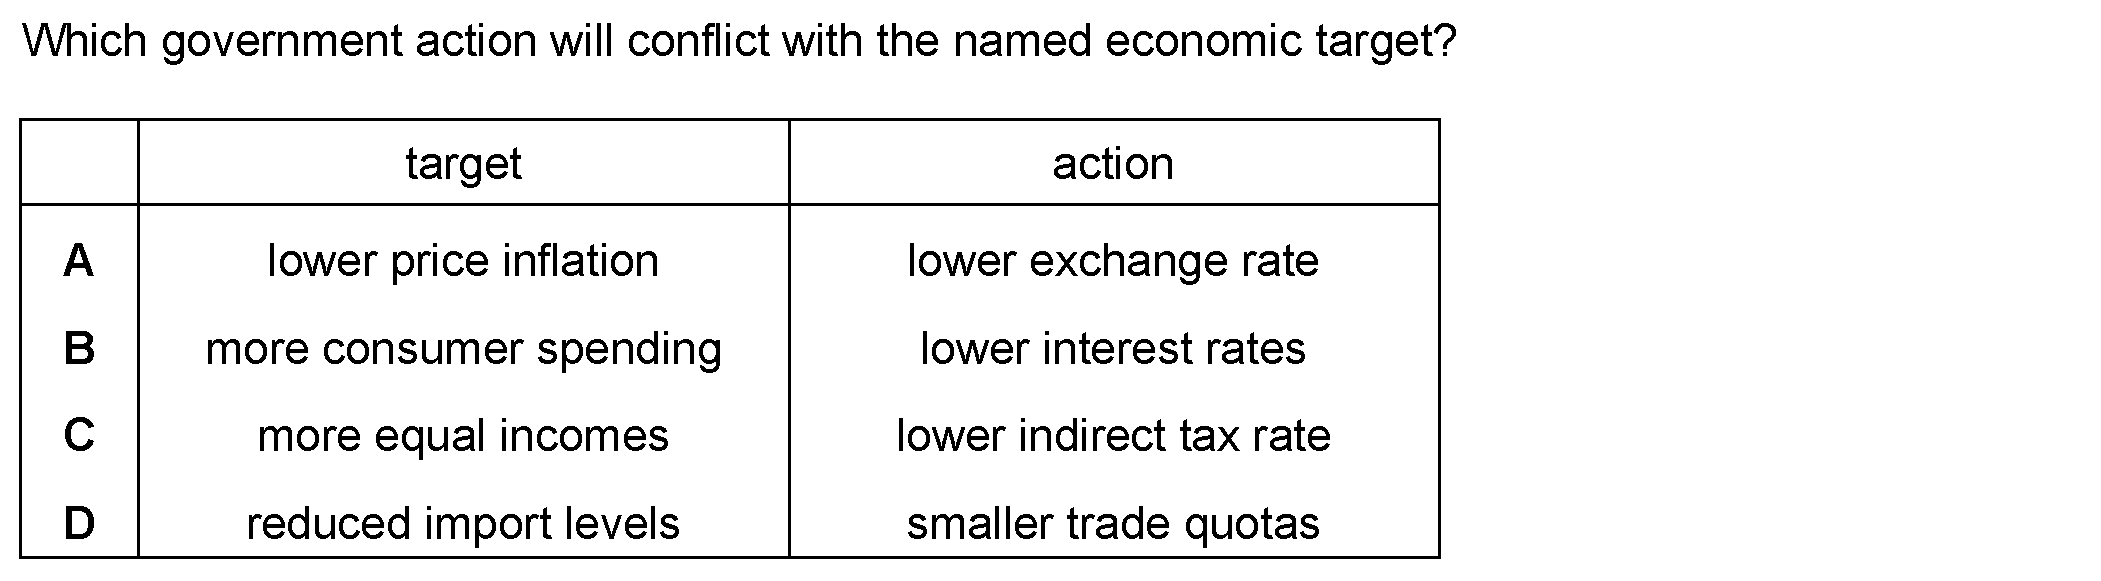 Which government action will conflict with the named economic target?
target action
A lower price inflation lower exchange rate
B more consumer spending lower interest rates
C more equal incomes lower indirect tax rate
D reduced import levels smaller trade quotas